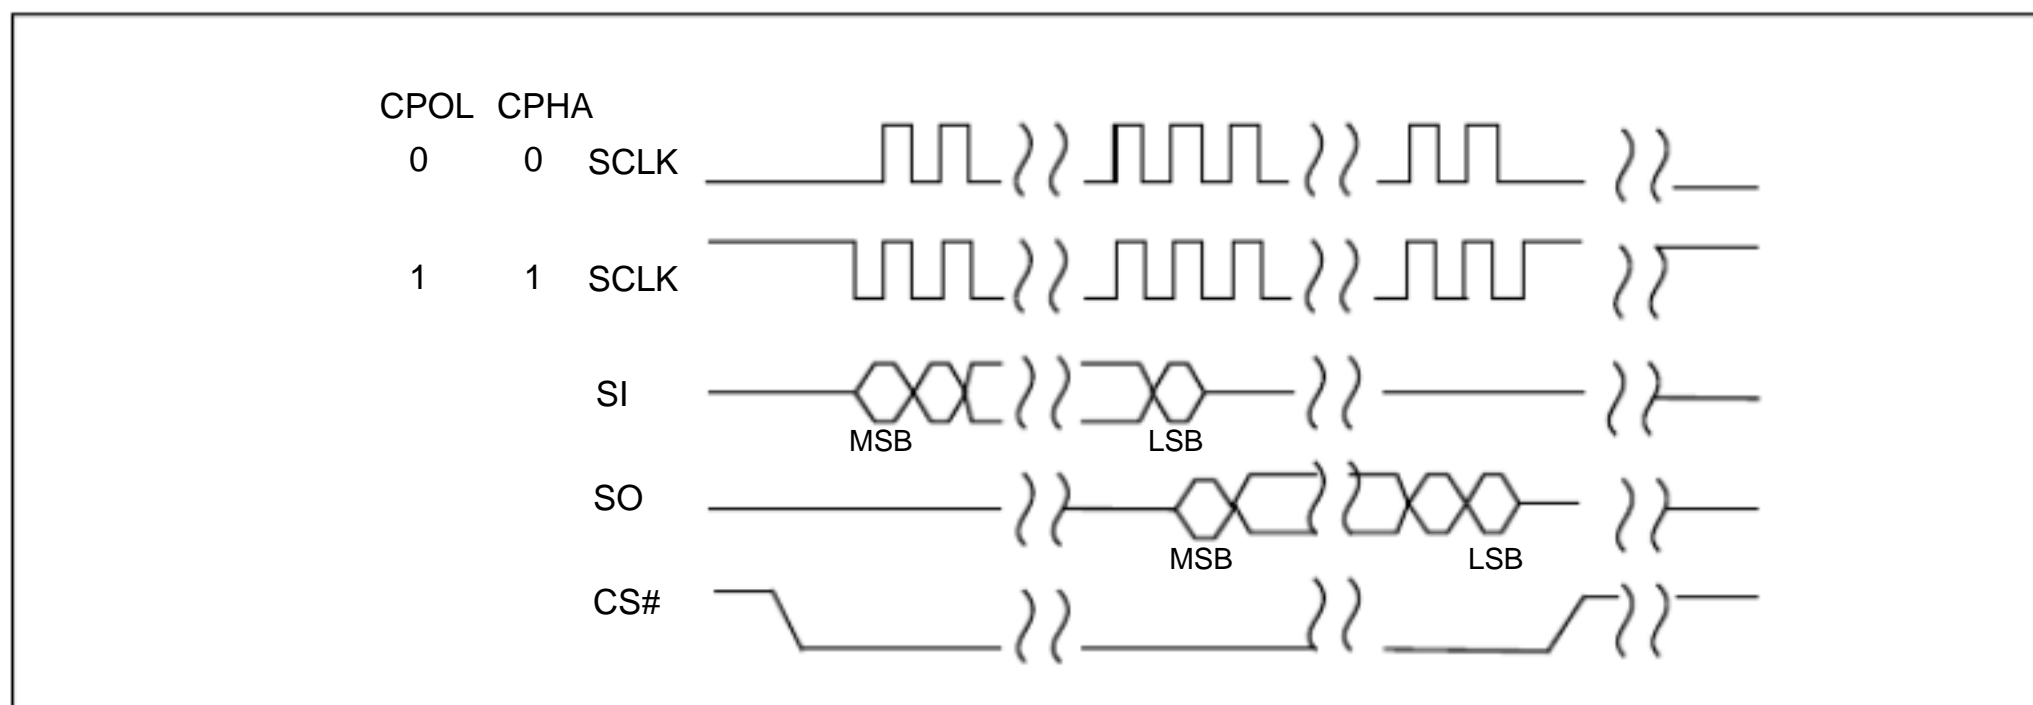 CPOL CPHA
0 0 SCLK
1 1 SCLK
SI
MSB LSB
SO
MSB LSB
CS#